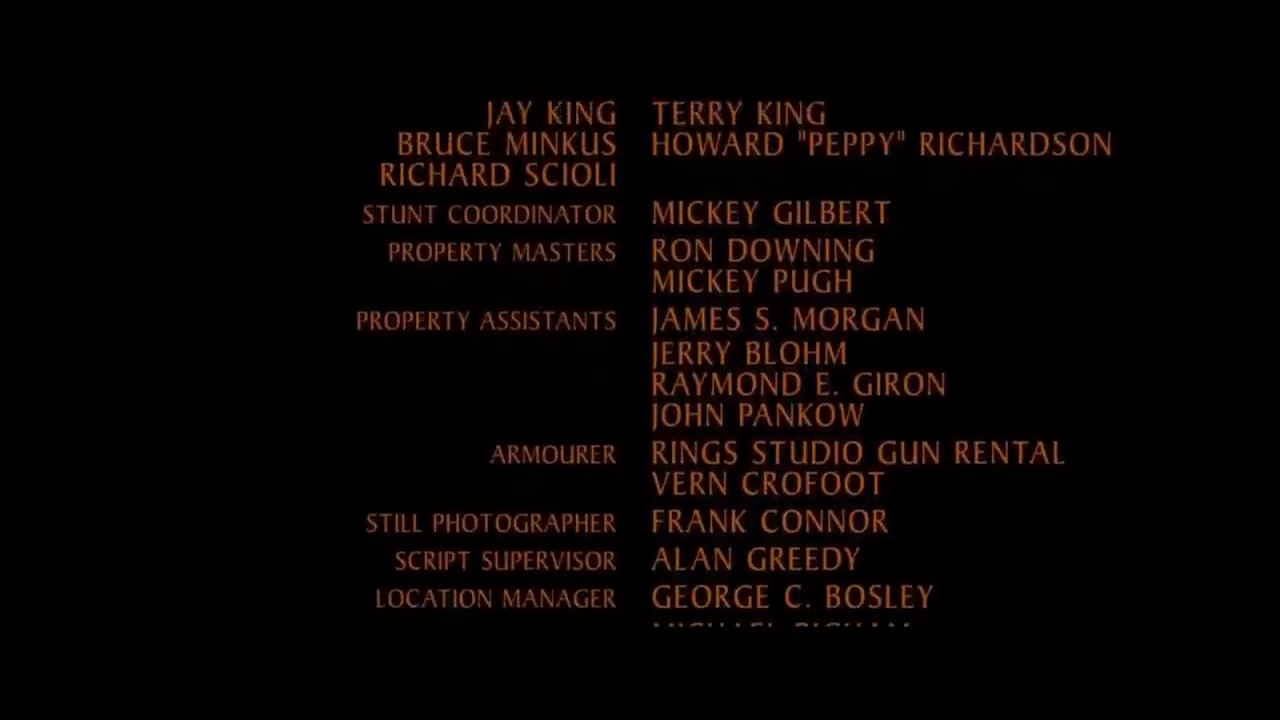 JAY KING TERRY KING
BRUCE MINKUS HOWARD "PEPPY" RICHARDSON
RICHARD SCIOLI
STUNT COORDINATOR MICKEY GILBERT
PROPERTY MASTERS RON DOWNING
MICKEY PUGH
PROPERTY ASSISTANTS JAMES S. MORGAN
JERRY BLOHM
RAYMOND E. GIRON
JOHN PANKOW
ARMOURER RINGS STUDIO GUN RENTAL
VERN CROFOOT
STILL PHOTOGRAPHER FRANK CONNOR
SCRIPT SUPERVISOR ALAN GREEDY
LOCATION MANAGER GEORGE C. BOSLEY